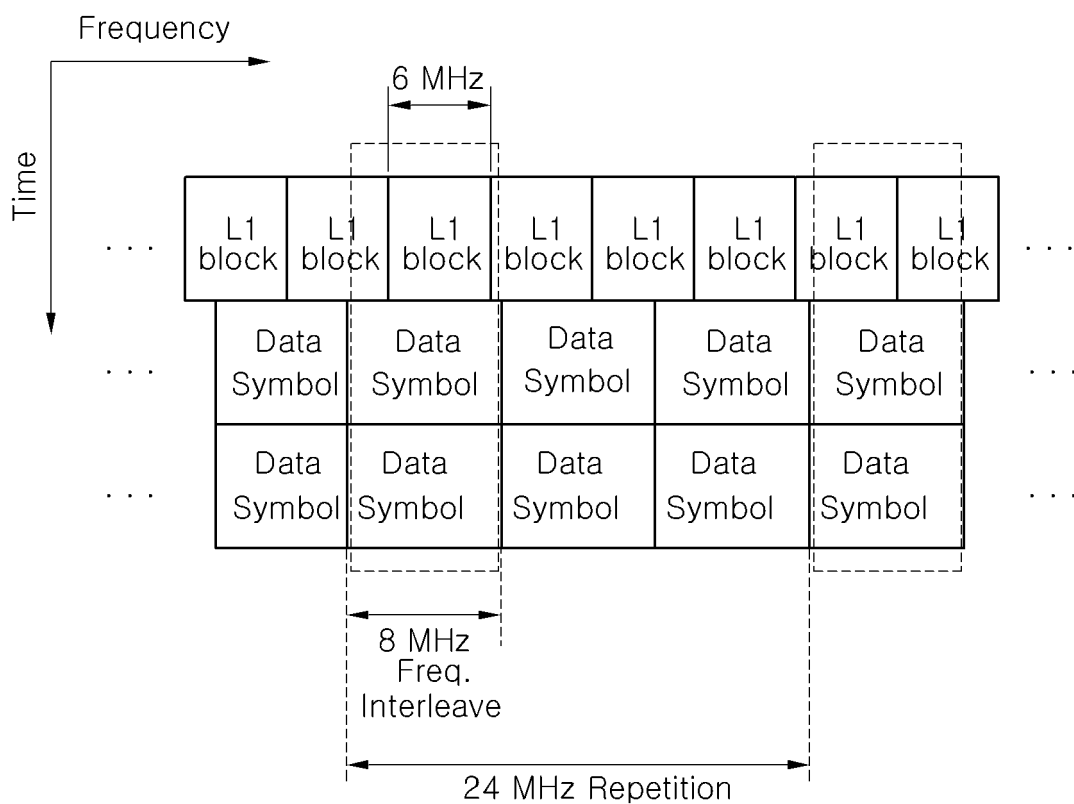 Frequency
6 MHz
Time
. . . L1 block L1 block L1 block L1 block L1 block L1 block L1 block L1 block . . .
. . . Data Symbol Data Symbol Data Symbol Data Symbol Data Symbol . . .
. . . Data Symbol Data Symbol Data Symbol Data Symbol Data Symbol . . .
8 MHz
Freq.
Interleave
24 MHz Repetition